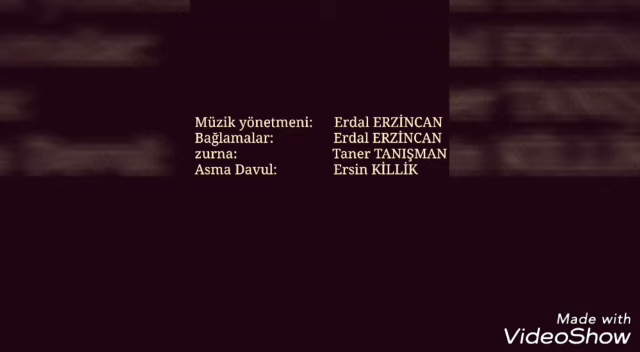 Müzik yönetmeni: Erdal ERZİNCAN
Bağlamalar: Erdal ERZİNCAN
zurna: Taner TANIŞMAN
Asma Davul: Ersin KİLLİK
Made with
VideoShow